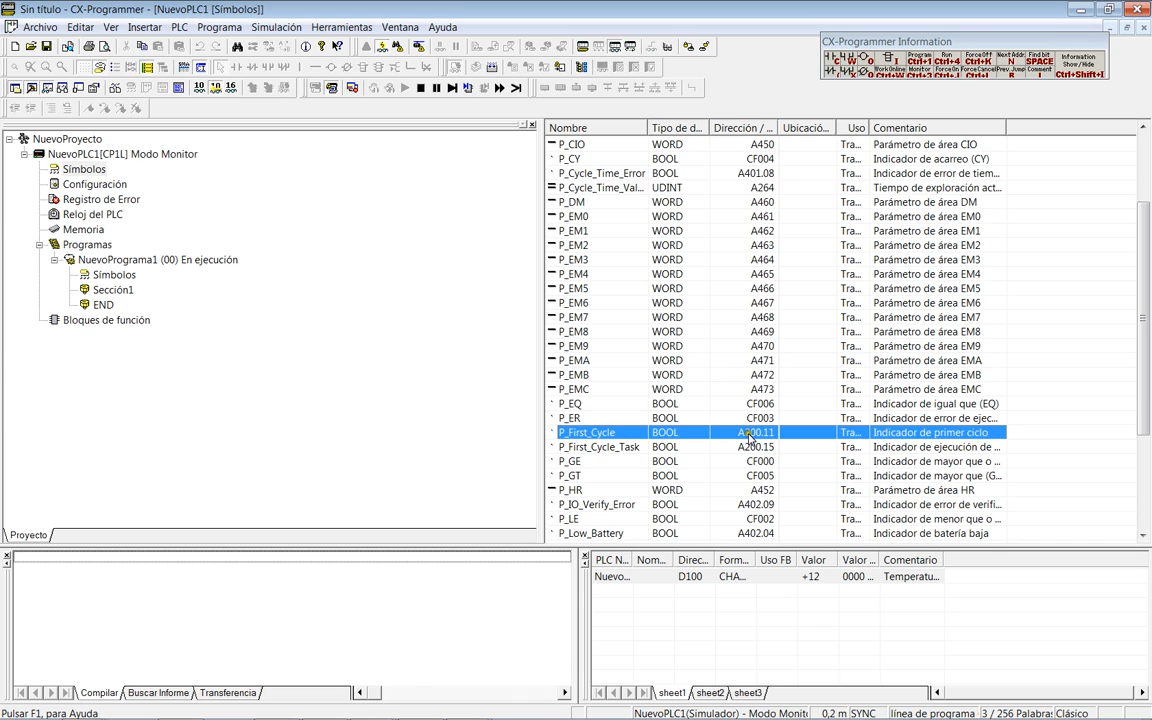 Sin título - CX-Programmer - [NuevoPLC1 [Símbolos]]
Archivo Editar Ver Insertar PLC Programa Simulación Herramientas Ventana Ayuda
CX-Programmer Information
NuevoProyecto
NuevoPLC1[CP1L] Modo Monitor
Símbolos
Configuración
Registro de Error
Reloj del PLC
Memoria
Programas
NuevoPrograma1 (00) En ejecución
Símbolos
Sección1
END
Bloques de función
Proyecto
Nombre Tipo de d... Dirección / ... Ubicació... Uso Comentario
P_CIO WORD A450 Tra... Parámetro de área CIO
P_CY BOOL CF004 Tra... Indicador de acarreo (CY)
P_Cycle_Time_Error BOOL A401.08 Tra... Indicador de error de tiem...
P_Cycle_Time_Val... UDINT A264 Tra... Tiempo de exploración act...
P_DM WORD A460 Tra... Parámetro de área DM
P_EM0 WORD A461 Tra... Parámetro de área EM0
P_EM1 WORD A462 Tra... Parámetro de área EM1
P_EM2 WORD A463 Tra... Parámetro de área EM2
P_EM3 WORD A464 Tra... Parámetro de área EM3
P_EM4 WORD A465 Tra... Parámetro de área EM4
P_EM5 WORD A466 Tra... Parámetro de área EM5
P_EM6 WORD A467 Tra... Parámetro de área EM6
P_EM7 WORD A468 Tra... Parámetro de área EM7
P_EM8 WORD A469 Tra... Parámetro de área EM8
P_EM9 WORD A470 Tra... Parámetro de área EM9
P_EMA WORD A471 Tra... Parámetro de área EMA
P_EMB WORD A472 Tra... Parámetro de área EMB
P_EMC WORD A473 Tra... Parámetro de área EMC
P_EQ BOOL CF006 Tra... Indicador de igual que (EQ)
P_ER BOOL CF003 Tra... Indicador de error de ejec...
P_First_Cycle BOOL A200.11 Tra... Indicador de primer ciclo
P_First_Cycle_Task BOOL A200.15 Tra... Indicador de ejecución de ...
P_GE BOOL CF000 Tra... Indicador de mayor que o ...
P_GT BOOL CF005 Tra... Indicador de mayor que (G...
P_HR WORD A452 Tra... Parámetro de área HR
P_IO_Verify_Error BOOL A402.09 Tra... Indicador de error de verifi...
P_LE BOOL CF002 Tra... Indicador de menor que o ...
P_Low_Battery BOOL A402.04 Tra... Indicador de batería baja
PLC N... Nom... Direc... Form... Uso FB Valor Valor ... Comentario
Nuevo... D100 CHA... +12 0000 ... Temperatu...
Compilar Buscar Informe Transferencia
sheet1 sheet2 sheet3
Pulsar F1, para Ayuda NuevoPLC1(Simulador) - Modo Monit 0,2 m SYNC línea de programa 3 / 256 Palabra: Clásico